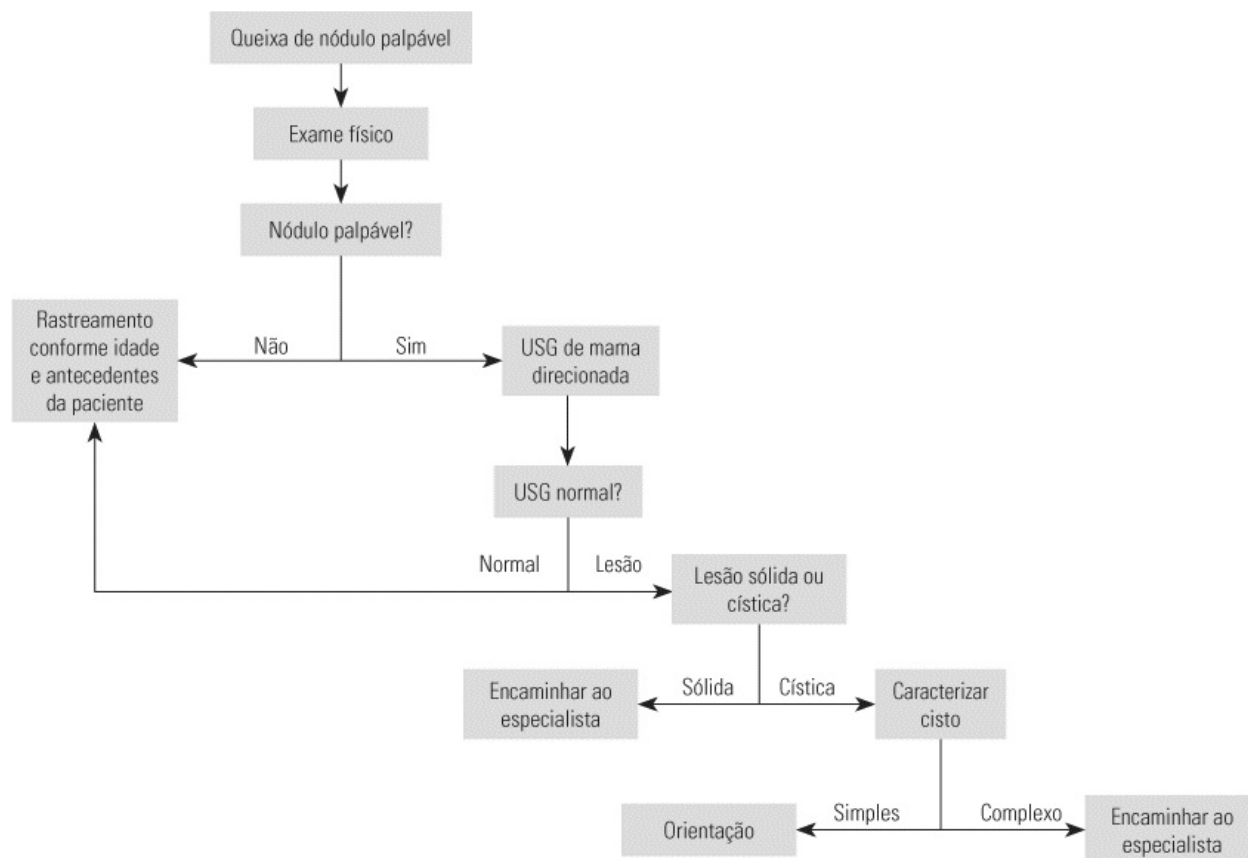 Queixa de nódulo palpável
Exame físico
Nódulo palpável?
Rastreamento
conforme idade
e antecedentes
da paciente
Não
Sim
USG de mama
direcionada
USG normal?
Normal
Lesão
Lesão sólida ou
cística?
Encaminhar ao
especialista
Sólida
Cística
Caracterizar
cisto
Orientação
Simples
Complexo
Encaminhar ao
especialista